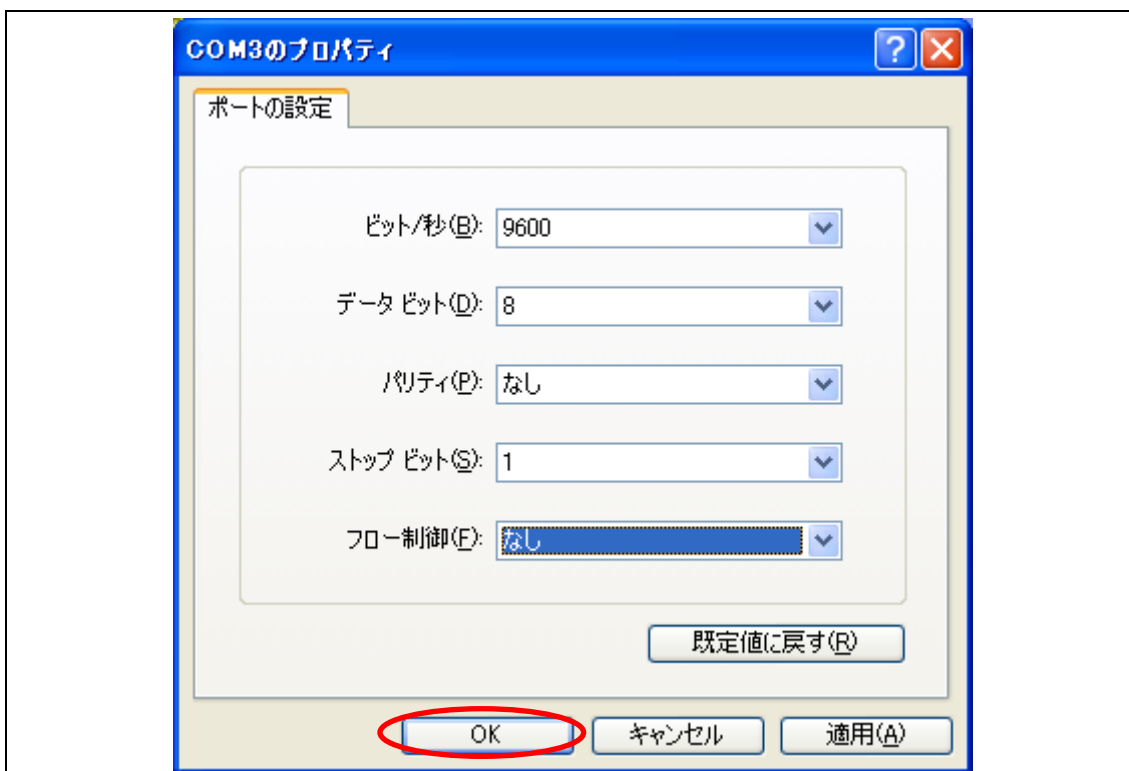 COM3のプロパティ
ポートの設定
ビット/秒(B): 9600
データ ビット(D): 8
パリティ(P): なし
ストップ ビット(S): 1
フロー制御(F): なし
既定値に戻す(R)
OK キャンセル 適用(A)